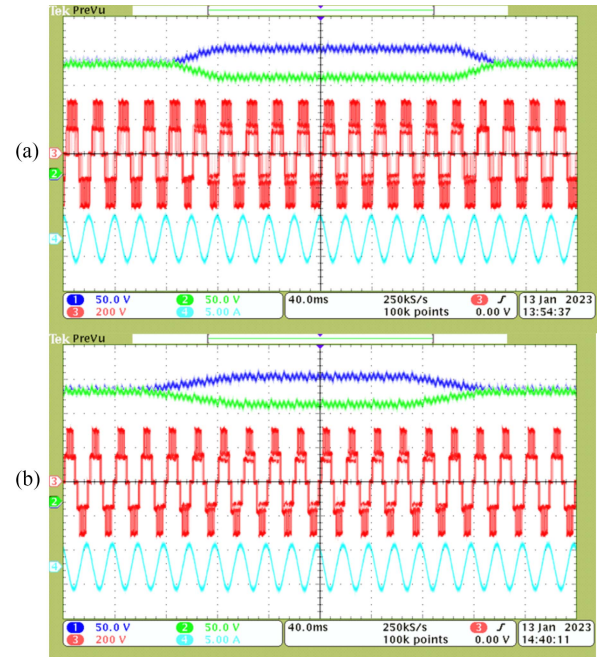 Tek PreVu
(a)
3
2
4
1 50.0 V 2 50.0 V 40.0ms 250kS/s 3 13 Jan 2023
3 200 V 4 5.00 A 100k points 0.00 V 13:54:37
Tek PreVu
(b)
3
2
4
1 50.0 V 2 50.0 V 40.0ms 250kS/s 3 13 Jan 2023
3 200 V 4 5.00 A 100k points 0.00 V 14:40:11